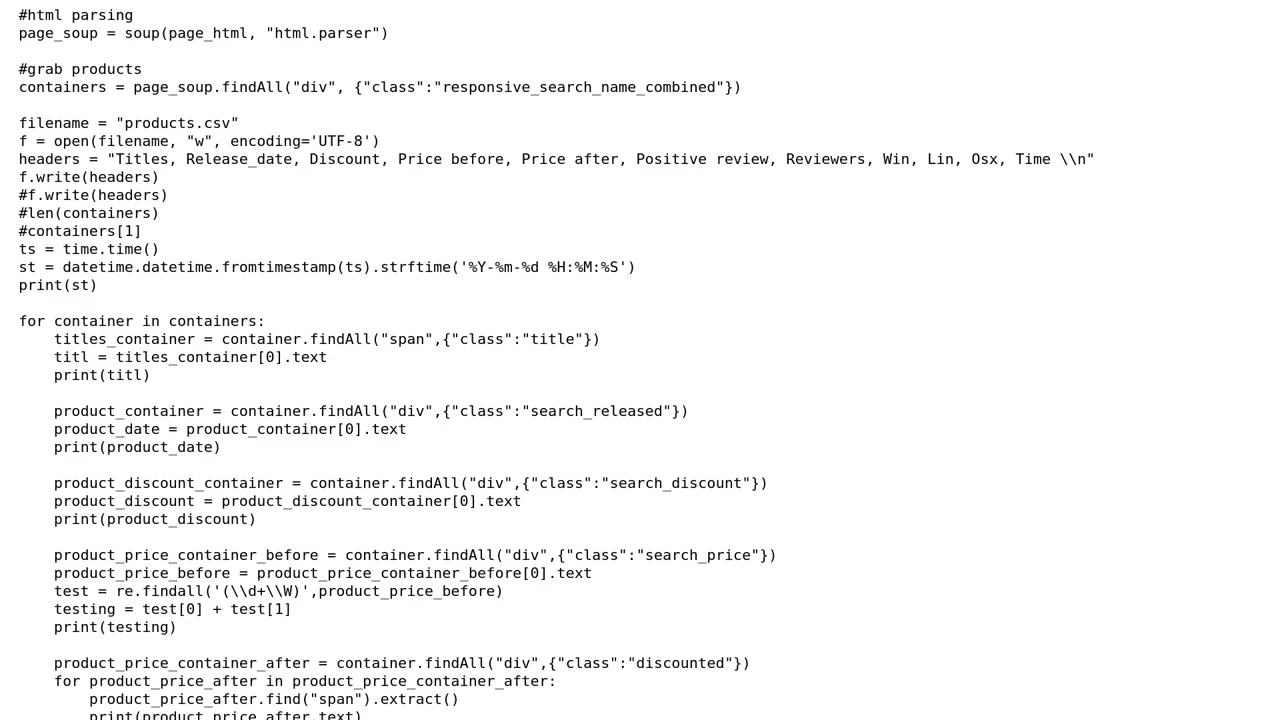 #html parsing
page_soup = soup(page_html, "html.parser")
#grab products
containers = page_soup.findAll("div", {"class":"responsive_search_name_combined"})
filename = "products.csv"
f = open(filename, "w", encoding='UTF-8')
headers = "Titles, Release_date, Discount, Price before, Price after, Positive review, Reviewers, Win, Lin, Osx, Time \\n"
f.write(headers)
#f.write(headers)
#len(containers)
#containers[1]
ts = time.time()
st = datetime.datetime.fromtimestamp(ts).strftime('%Y-%m-%d %H:%M:%S')
print(st)
for container in containers:
    titles_container = container.findAll("span",{"class":"title"})
    titl = titles_container[0].text
    print(titl)
    product_container = container.findAll("div",{"class":"search_released"})
    product_date = product_container[0].text
    print(product_date)
    product_discount_container = container.findAll("div",{"class":"search_discount"})
    product_discount = product_discount_container[0].text
    print(product_discount)
    product_price_container_before = container.findAll("div",{"class":"search_price"})
    product_price_before = product_price_container_before[0].text
    test = re.findall('(\\d+\\W)',product_price_before)
    testing = test[0] + test[1]
    print(testing)
    product_price_container_after = container.findAll("div",{"class":"discounted"})
    for product_price_after in product_price_container_after:
        product_price_after.find("span").extract()
        print(product_price_after.text)